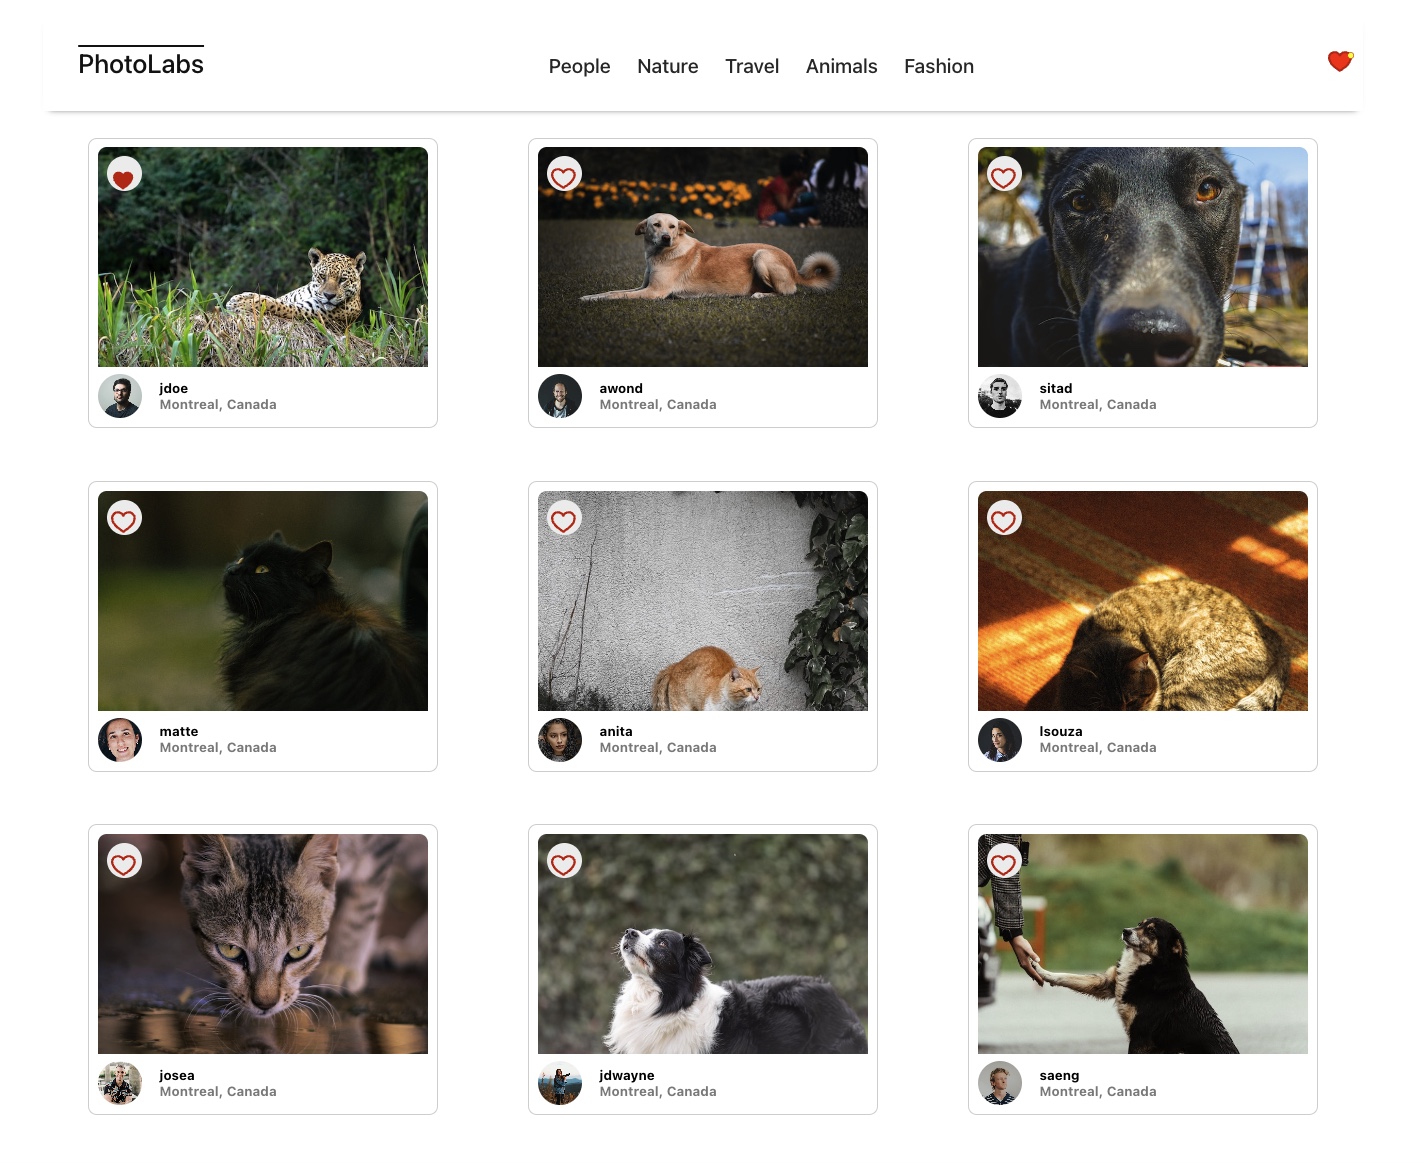 PhotoLabs
People Nature Travel Animals Fashion
jdoe
Montreal, Canada
awond
Montreal, Canada
sitad
Montreal, Canada
matte
Montreal, Canada
anita
Montreal, Canada
lsouza
Montreal, Canada
josea
Montreal, Canada
jdwayne
Montreal, Canada
saeng
Montreal, Canada